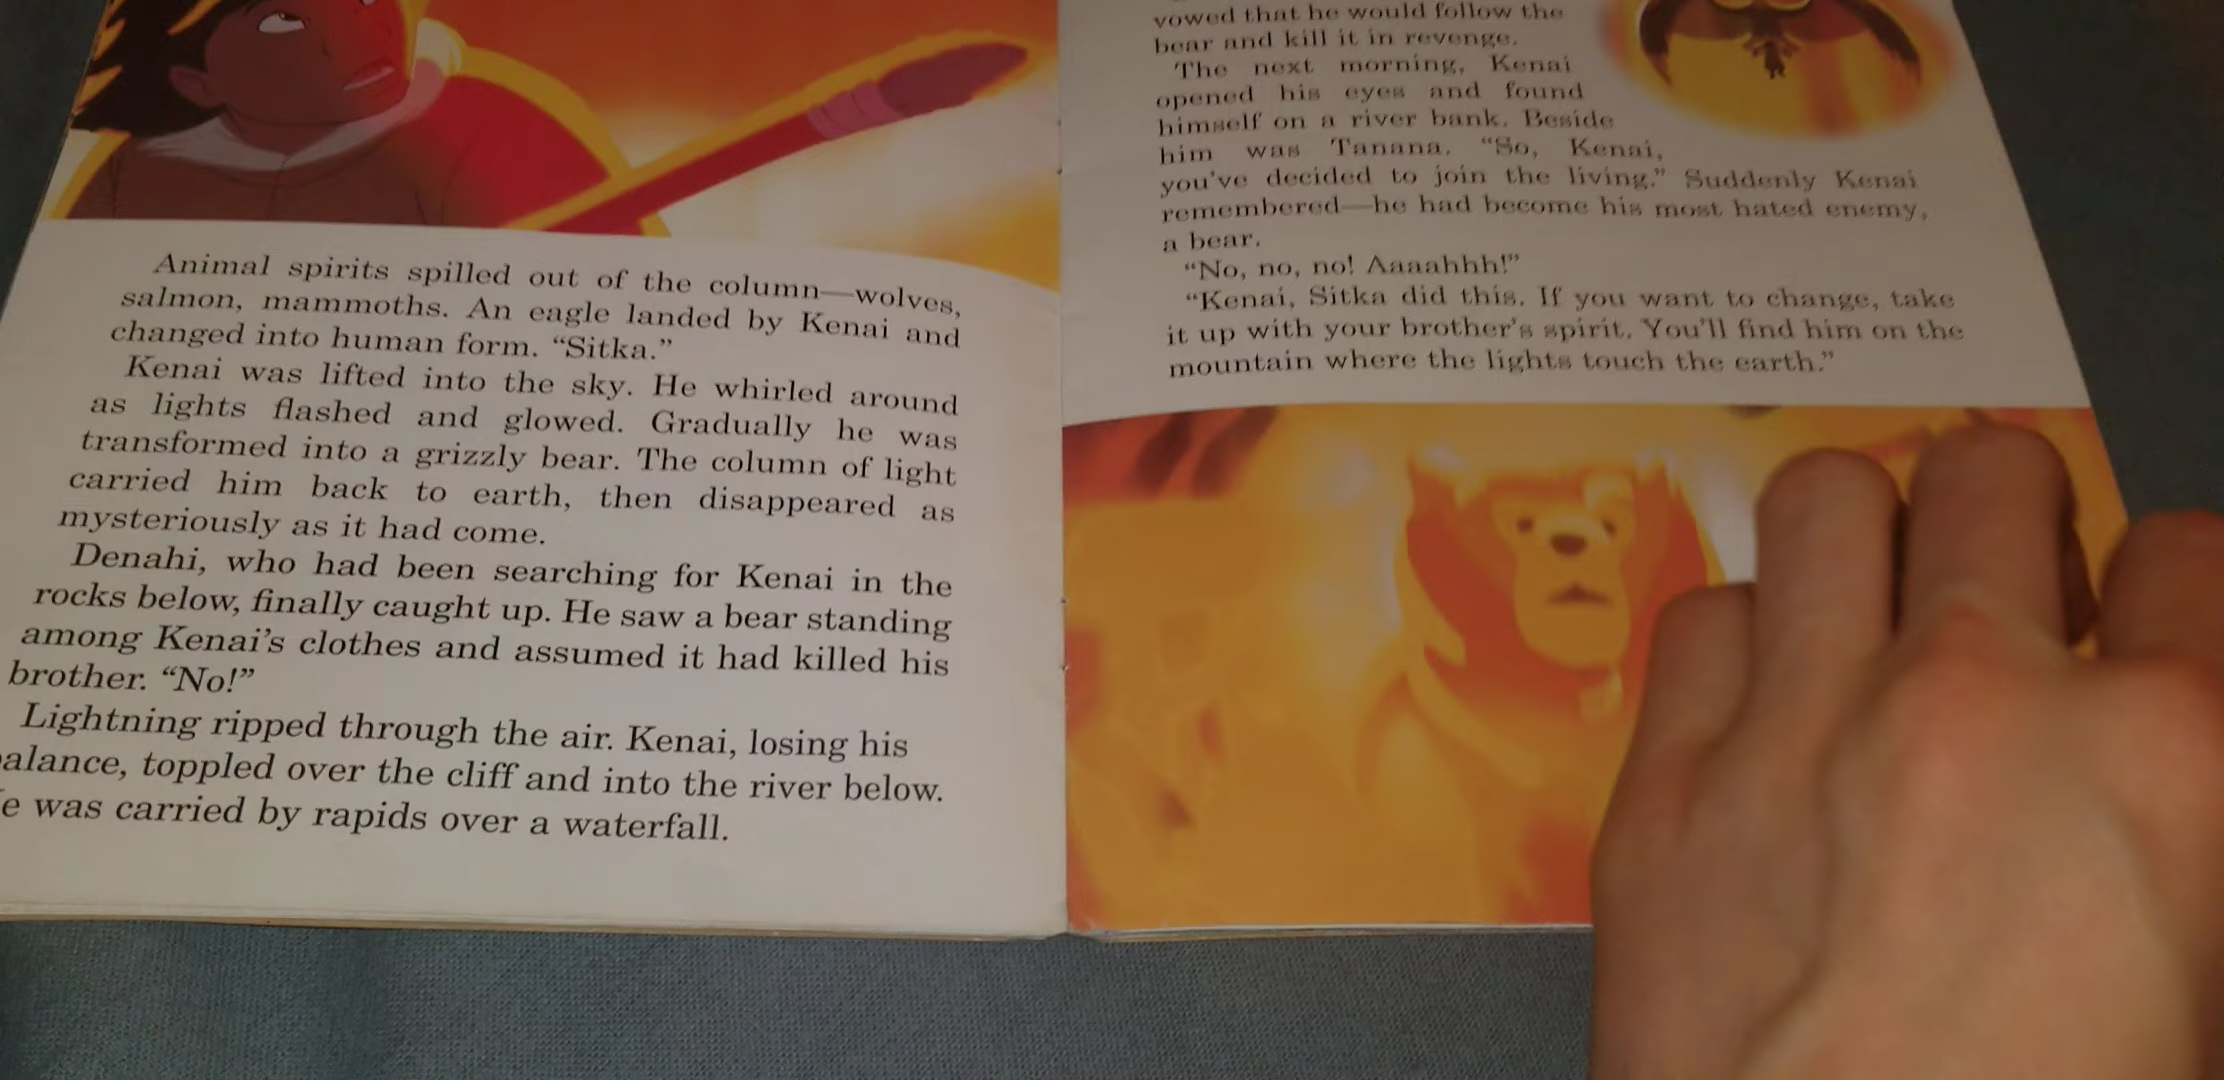 Animal spirits spilled out of the column—wolves,
salmon, mammoths. An eagle landed by Kenai and
changed into human form. “Sitka.”
Kenai was lifted into the sky. He whirled around
as lights flashed and glowed. Gradually he was
transformed into a grizzly bear. The column of light
carried him back to earth, then disappeared as
mysteriously as it had come.
Denahi, who had been searching for Kenai in the
rocks below, finally caught up. He saw a bear standing
among Kenai’s clothes and assumed it had killed his
brother. “No!”
Lightning ripped through the air. Kenai, losing his
alance, toppled over the cliff and into the river below.
e was carried by rapids over a waterfall.
vowed that he would follow the
bear and kill it in revenge.
The next morning, Kenai
opened his eyes and found
himself on a river bank. Beside
him was Tanana. “So, Kenai,
you’ve decided to join the living.” Suddenly Kenai
remembered—he had become his most hated enemy,
a bear.
“No, no, no! Aaaahhh!”
“Kenai, Sitka did this. If you want to change, take
it up with your brother’s spirit. You’ll find him on the
mountain where the lights touch the earth.”